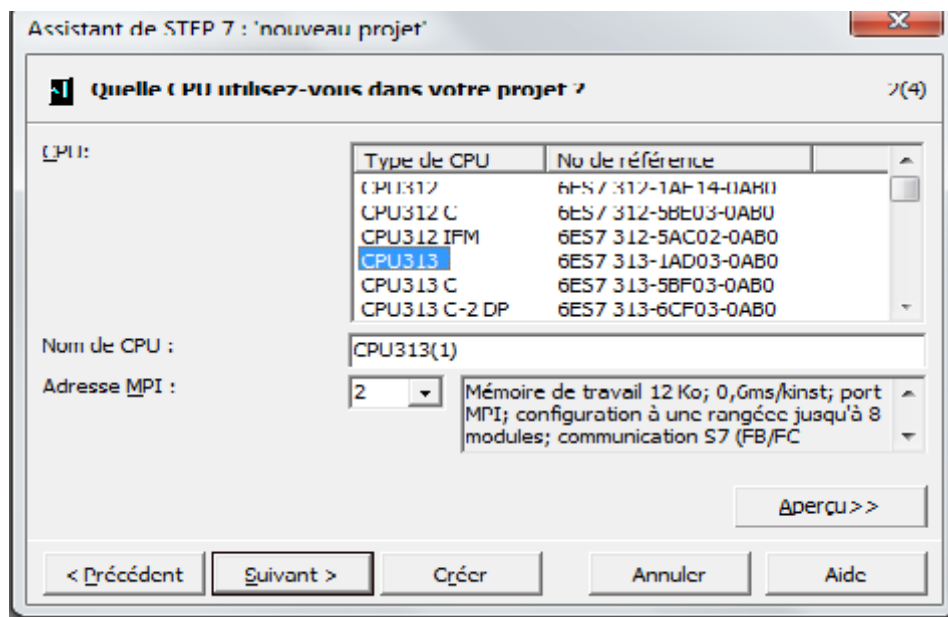 Assistant de STEP 7 : 'nouveau projet'
Quelle CPU utilisez-vous dans votre projet ?
2(4)
CPU:
Type de CPU No de référence
CPU312 6ES7 312-1AE14-0AB0
CPU312 C 6ES7 312-5BE03-0AB0
CPU312 IFM 6ES7 312-5AC02-0AB0
CPU313 6ES7 313-1AD03-0AB0
CPU313 C 6ES7 313-5BF03-0AB0
CPU313 C-2 DP 6ES7 313-6CF03-0AB0
Nom de CPU :
CPU313(1)
Adresse MPI :
2
Mémoire de travail 12 Ko; 0,6ms/kinst; port
MPI; configuration à une rangée jusqu'à 8
modules; communication S7 (FB/FC
Aperçu>>
< Précédent Suivant > Créer Annuler Aide